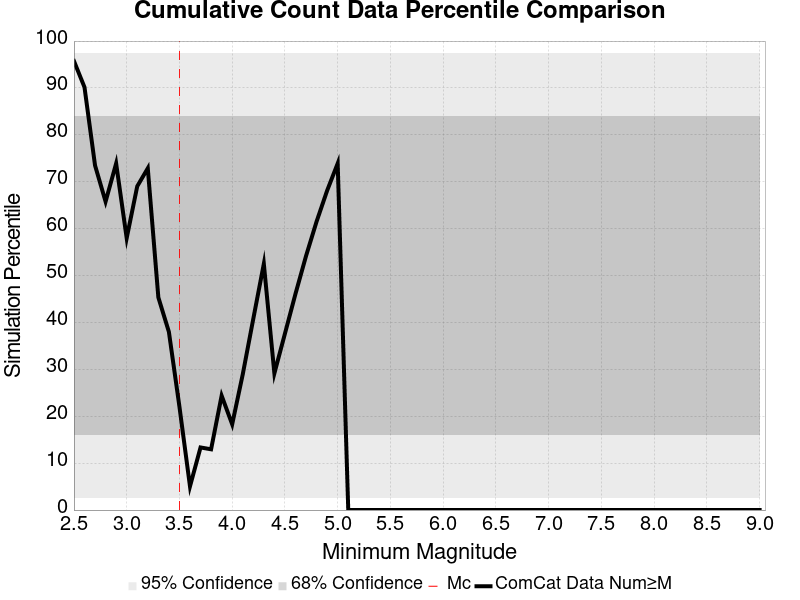 Cumulative Count Data Percentile Comparison
100
90
80
70
60
50
40
30
20
10
0
Simulation Percentile
2.5 3.0 3.5 4.0 4.5 5.0 5.5 6.0 6.5 7.0 7.5 8.0 8.5 9.0
Minimum Magnitude
95% Confidence 68% Confidence Mc ComCat Data Num≥M